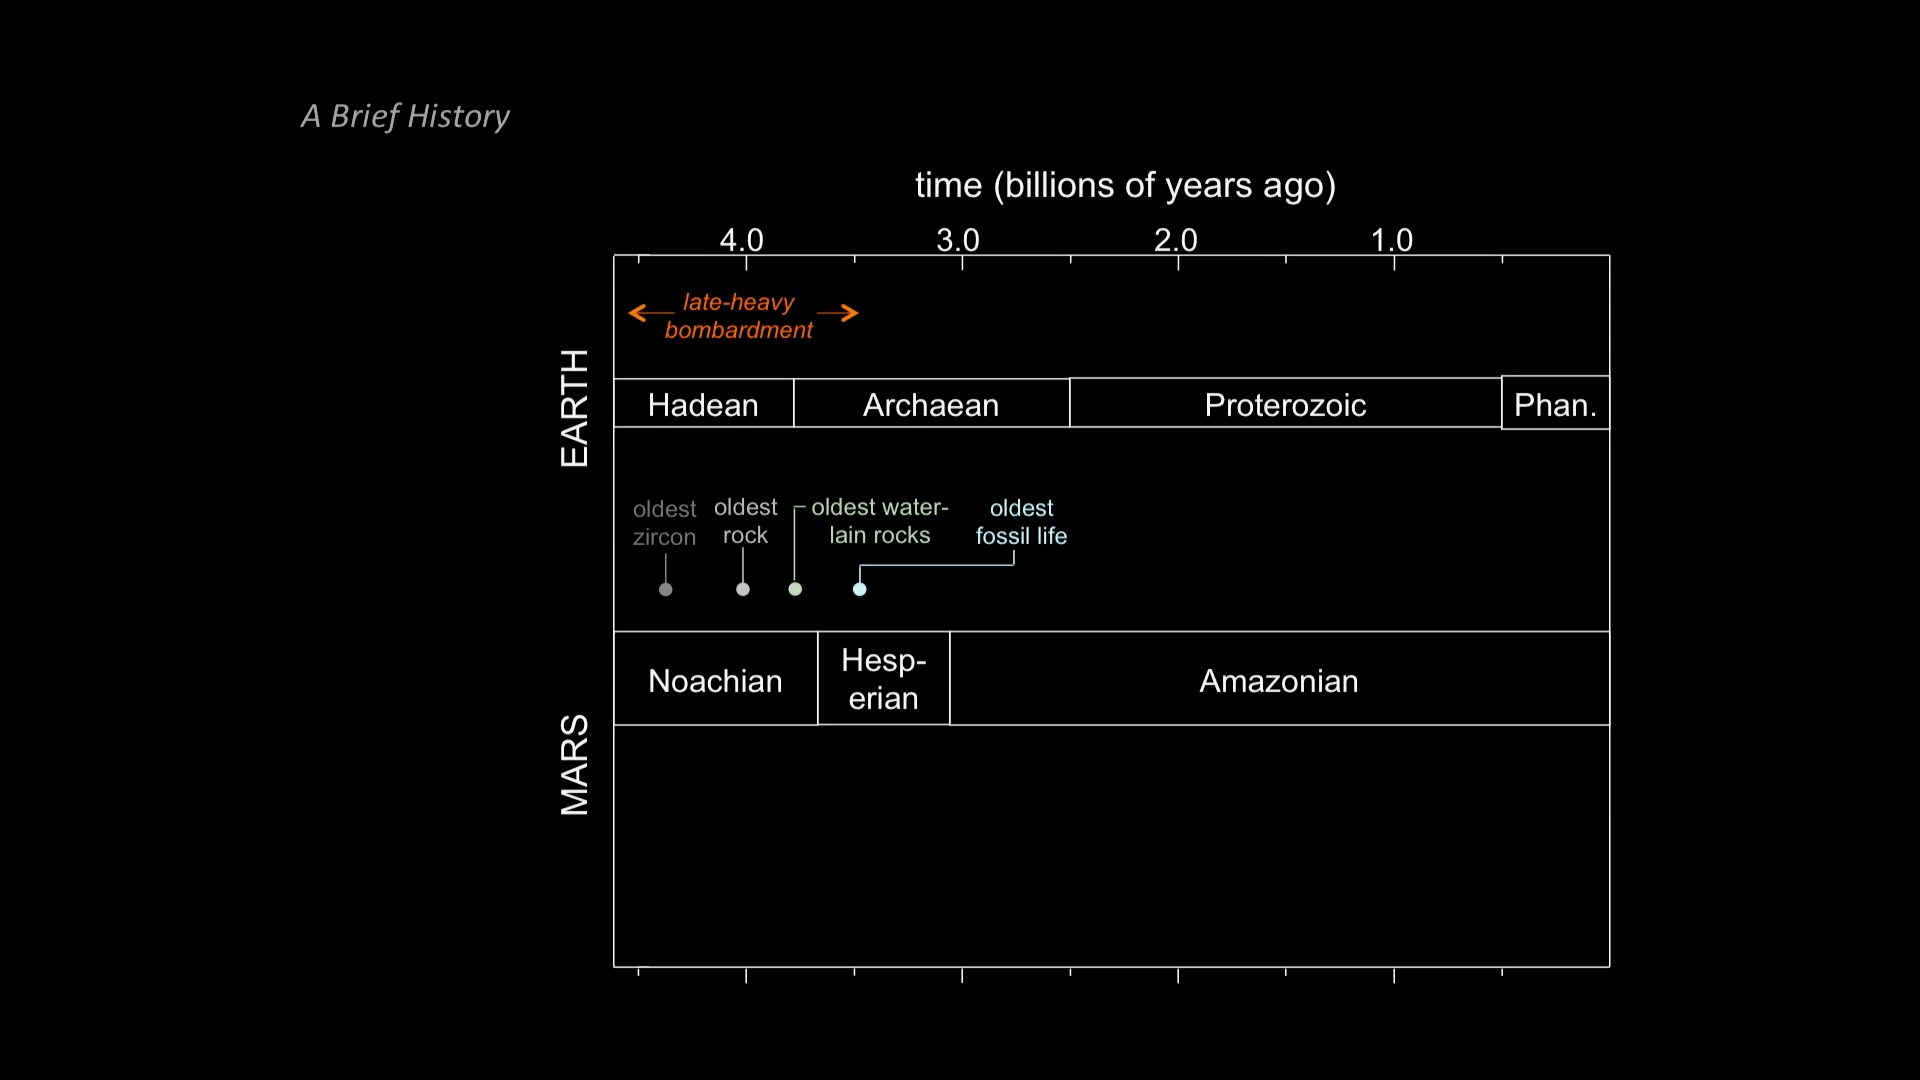 A Brief History
time (billions of years ago)
4.0 3.0 2.0 1.0
late-heavy
bombardment
EARTH
Hadean Archaean Proterozoic Phan.
oldest
zircon
oldest
rock
oldest water-
lain rocks
oldest
fossil life
MARS
Noachian
Hesp-
erian
Amazonian